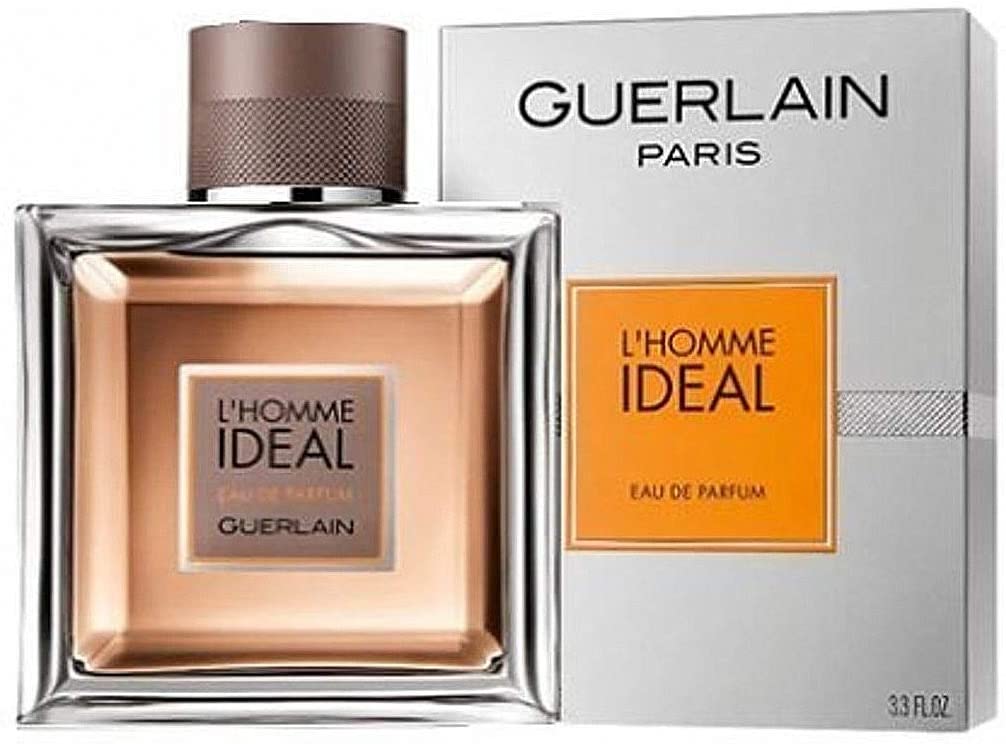 GUERLAIN
PARIS
L'HOMME
IDEAL
EAU DE PARFUM
3.3 FL.OZ.
L'HOMME
IDEAL
EAU DE PARFUM
GUERLAIN